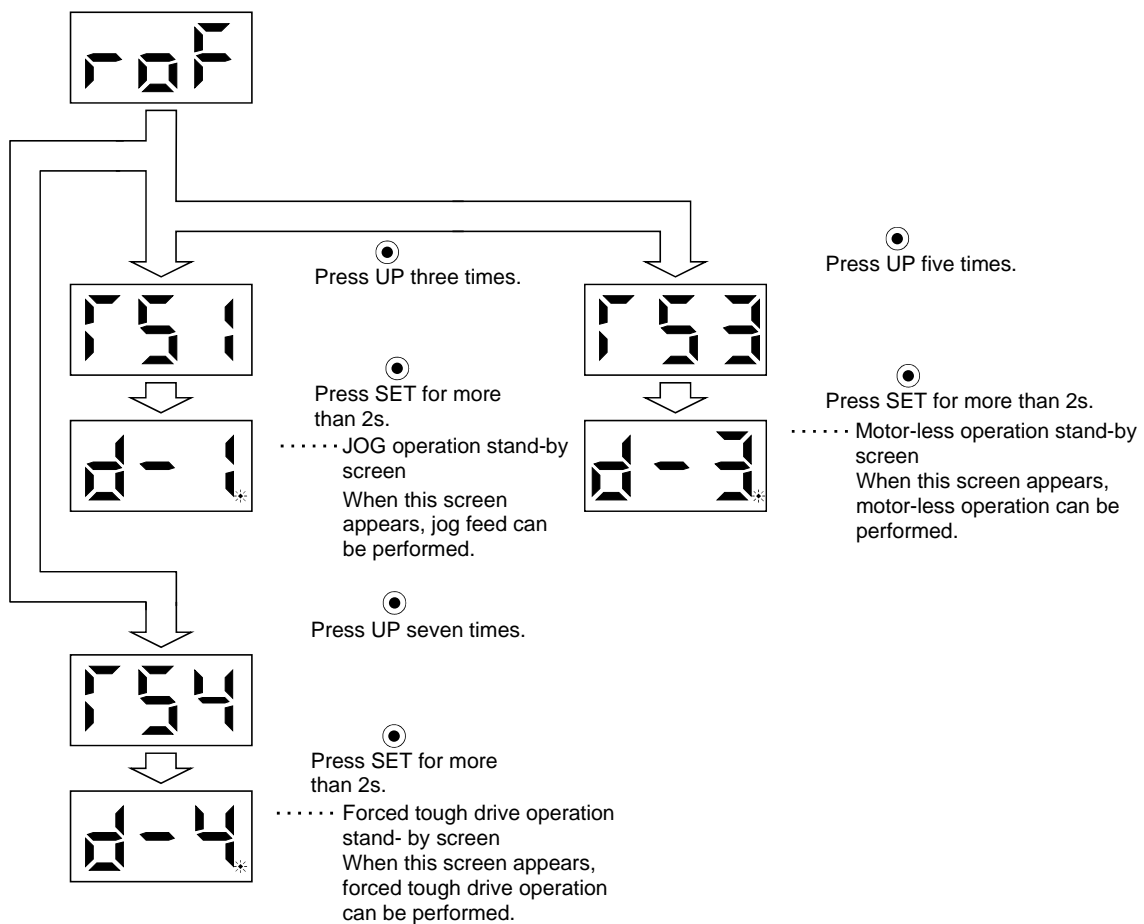 roF
Press UP three times.
TS1
Press SET for more
than 2s.
d-1
JOG operation stand-by
screen
When this screen
appears, jog feed can
be performed.
Press UP five times.
TS3
Press SET for more than 2s.
d-3
Motor-less operation stand-by
screen
When this screen appears,
motor-less operation can be
performed.
Press UP seven times.
TS4
Press SET for more
than 2s.
d-4
Forced tough drive operation
stand- by screen
When this screen appears,
forced tough drive operation
can be performed.